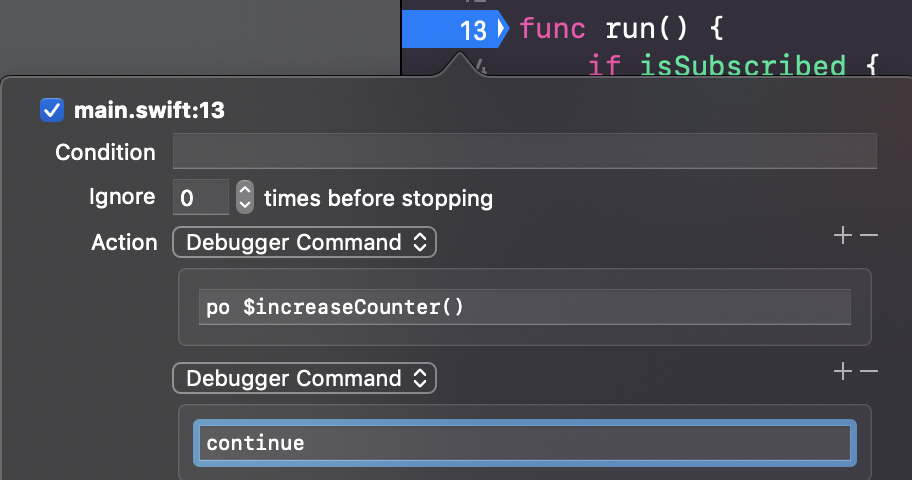 13 func run() {
if isSubscribed {
main.swift:13
Condition
Ignore 0 times before stopping
Action Debugger Command
po $increaseCounter()
Debugger Command
continue